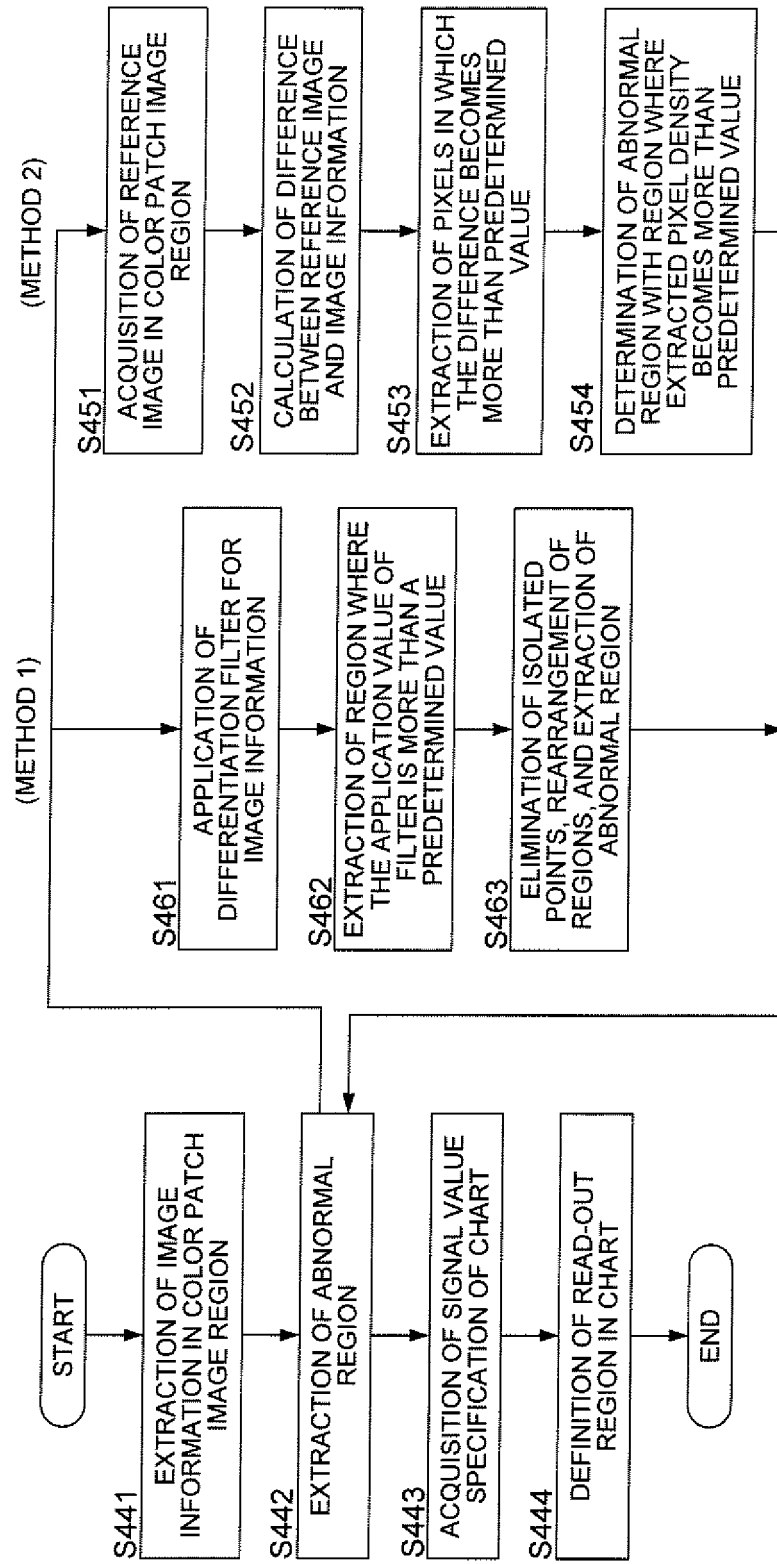 START
S441
EXTRACTION OF IMAGE
INFORMATION IN COLOR PATCH
IMAGE REGION
S442
EXTRACTION OF ABNORMAL
REGION
S443
ACQUISITION OF SIGNAL VALUE
SPECIFICATION OF CHART
S444
DEFINITION OF READ-OUT
REGION IN CHART
END
(METHOD 1)
S461
APPLICATION OF
DIFFERENTIATION FILTER FOR
IMAGE INFORMATION
S462
EXTRACTION OF REGION WHERE
THE APPLICATION VALUE OF
FILTER IS MORE THAN A
PREDETERMINED VALUE
S463
ELIMINATION OF ISOLATED
POINTS, REARRANGEMENT OF
REGIONS, AND EXTRACTION OF
ABNORMAL REGION
(METHOD 2)
S451
ACQUISITION OF REFERENCE
IMAGE IN COLOR PATCH IMAGE
REGION
S452
CALCULATION OF DIFFERENCE
BETWEEN REFERENCE IMAGE
AND IMAGE INFORMATION
S453
EXTRACTION OF PIXELS IN WHICH
THE DIFFERENCE BECOMES
MORE THAN PREDETERMINED
VALUE
S454
DETERMINATION OF ABNORMAL
REGION WITH REGION WHERE
EXTRACTED PIXEL DENSITY
BECOMES MORE THAN
PREDETERMINED VALUE